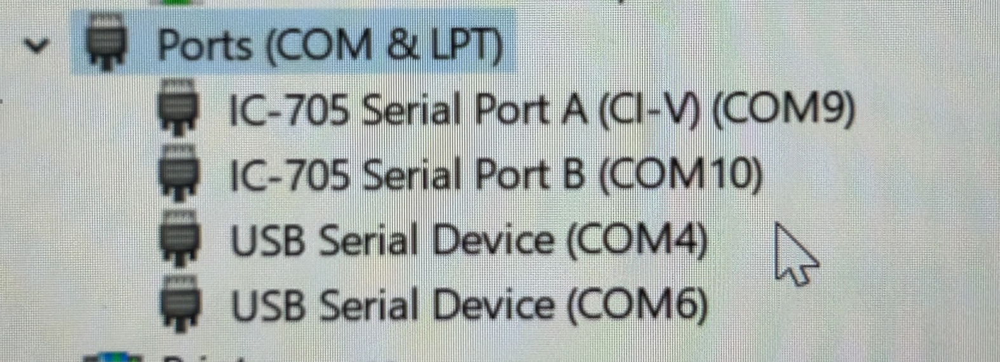 Ports (COM & LPT)
IC-705 Serial Port A (CI-V) (COM9)
IC-705 Serial Port B (COM10)
USB Serial Device (COM4)
USB Serial Device (COM6)